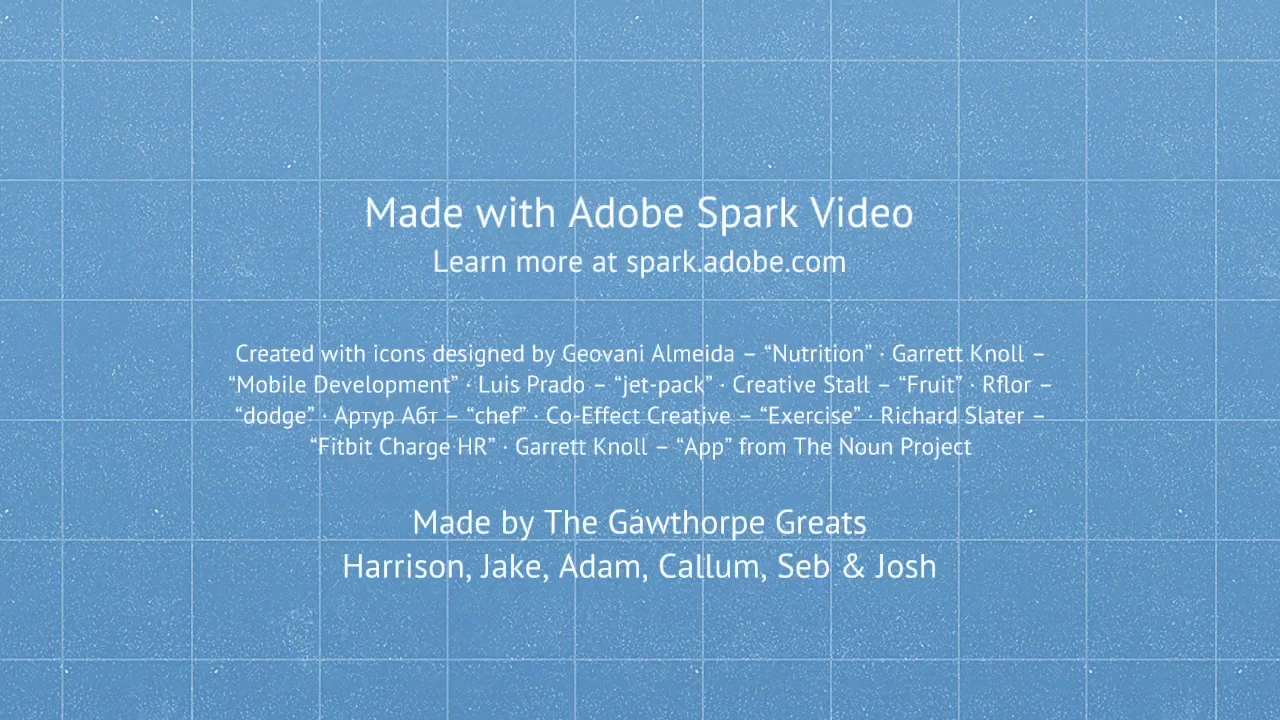 Made with Adobe Spark Video
Learn more at spark.adobe.com
Created with icons designed by Geovani Almeida – “Nutrition” · Garrett Knoll –
“Mobile Development” · Luis Prado – “jet-pack” · Creative Stall – “Fruit” · Rflor –
“dodge” · Артур Абт – “chef” · Co-Effect Creative – “Exercise” · Richard Slater –
“Fitbit Charge HR” · Garrett Knoll – “App” from The Noun Project
Made by The Gawthorpe Greats
Harrison, Jake, Adam, Callum, Seb & Josh